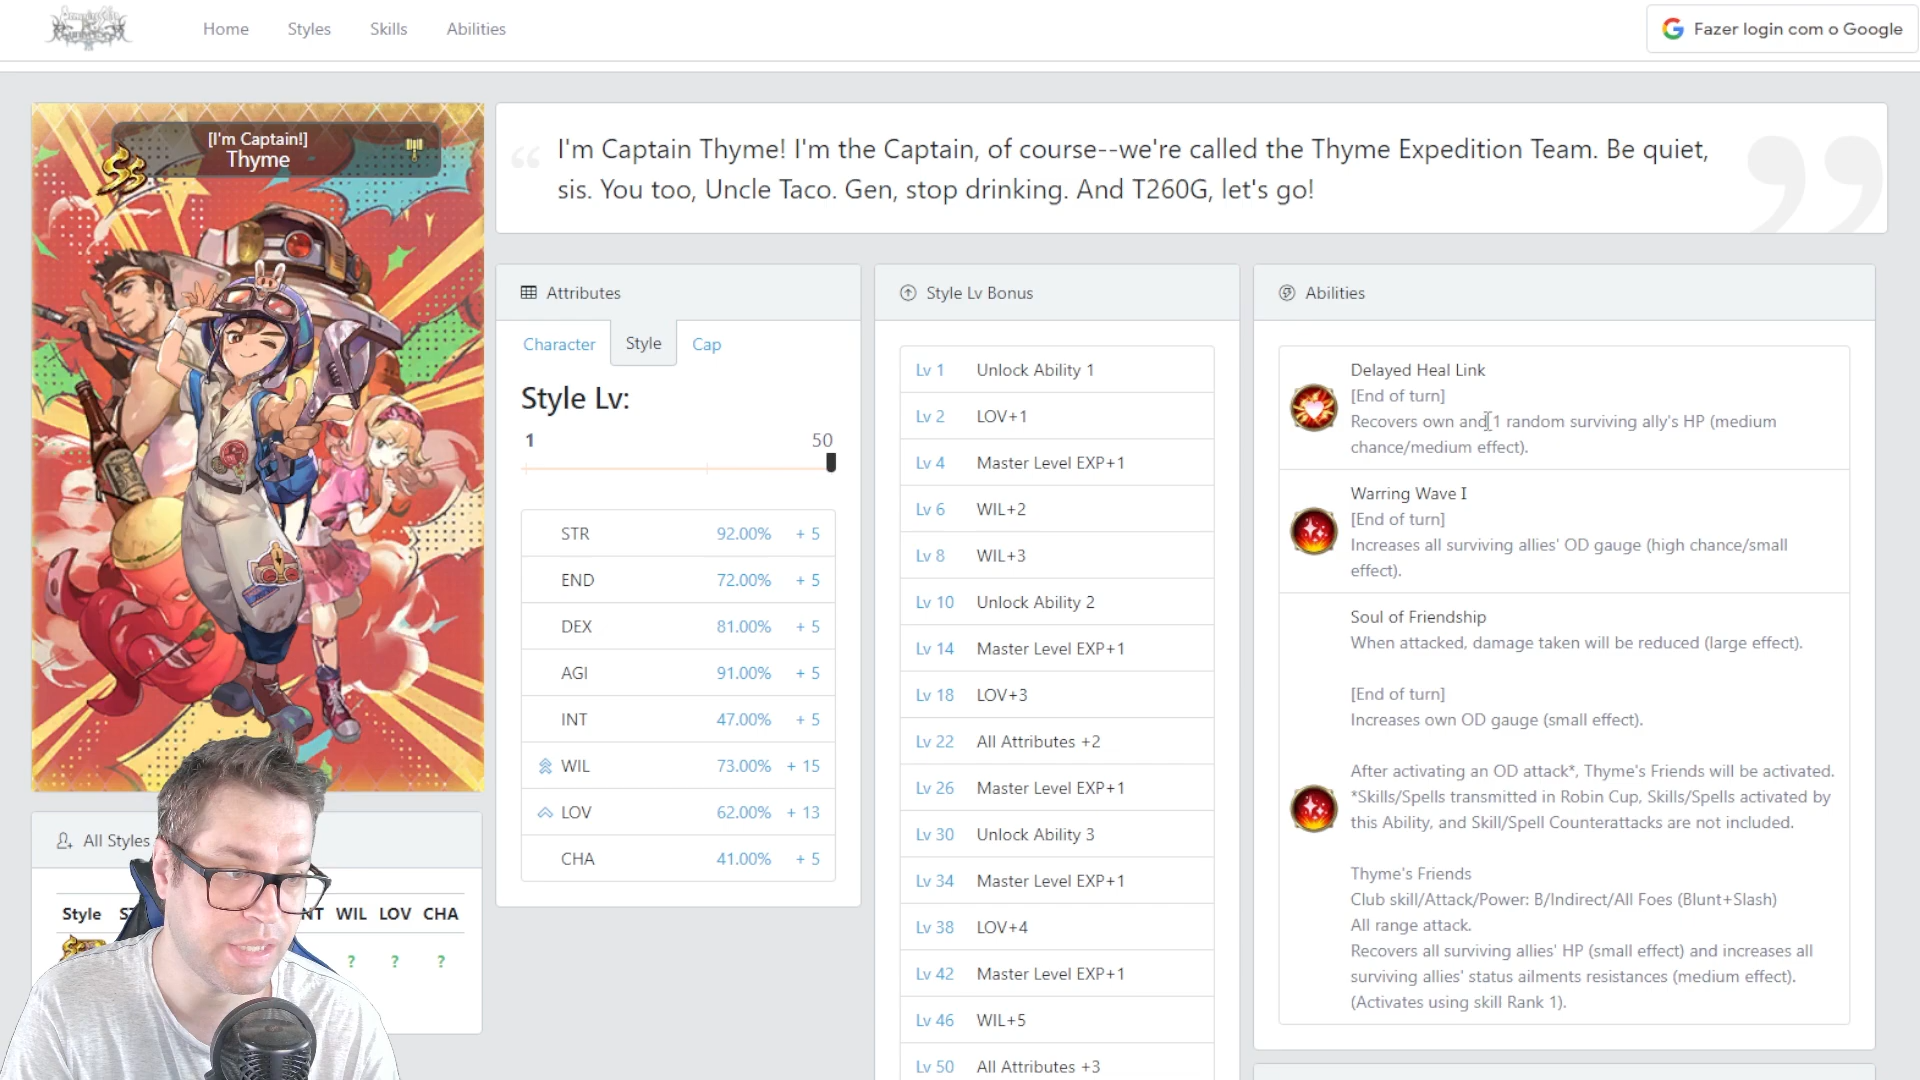 Home
Styles
Skills
Abilities
Fazer login com o Google
[I'm Captain!]
Thyme
SS
I'm Captain Thyme! I'm the Captain, of course--we're called the Thyme Expedition Team. Be quiet,
sis. You too, Uncle Taco. Gen, stop drinking. And T260G, let's go!
Attributes
Character
Style
Cap
Style Lv:
1
50
STR 92.00% + 5
END 72.00% + 5
DEX 81.00% + 5
AGI 91.00% + 5
INT 47.00% + 5
WIL 73.00% + 15
LOV 62.00% + 13
CHA 41.00% + 5
Style Lv Bonus
Lv 1 Unlock Ability 1
Lv 2 LOV+1
Lv 4 Master Level EXP+1
Lv 6 WIL+2
Lv 8 WIL+3
Lv 10 Unlock Ability 2
Lv 14 Master Level EXP+1
Lv 18 LOV+3
Lv 22 All Attributes +2
Lv 26 Master Level EXP+1
Lv 30 Unlock Ability 3
Lv 34 Master Level EXP+1
Lv 38 LOV+4
Lv 42 Master Level EXP+1
Lv 46 WIL+5
Lv 50 All Attributes +3
Abilities
Delayed Heal Link
[End of turn]
Recovers own and 1 random surviving ally's HP (medium
chance/medium effect).
Warring Wave I
[End of turn]
Increases all surviving allies' OD gauge (high chance/small
effect).
Soul of Friendship
When attacked, damage taken will be reduced (large effect).
[End of turn]
Increases own OD gauge (small effect).
After activating an OD attack*, Thyme's Friends will be activated.
*Skills/Spells transmitted in Robin Cup, Skills/Spells activated by
this Ability, and Skill/Spell Counterattacks are not included.
Thyme's Friends
Club skill/Attack/Power: B/Indirect/All Foes (Blunt+Slash)
All range attack.
Recovers all surviving allies' HP (small effect) and increases all
surviving allies' status ailments resistances (medium effect).
(Activates using skill Rank 1).
All Styles
Style S NT WIL LOV CHA
? ? ?